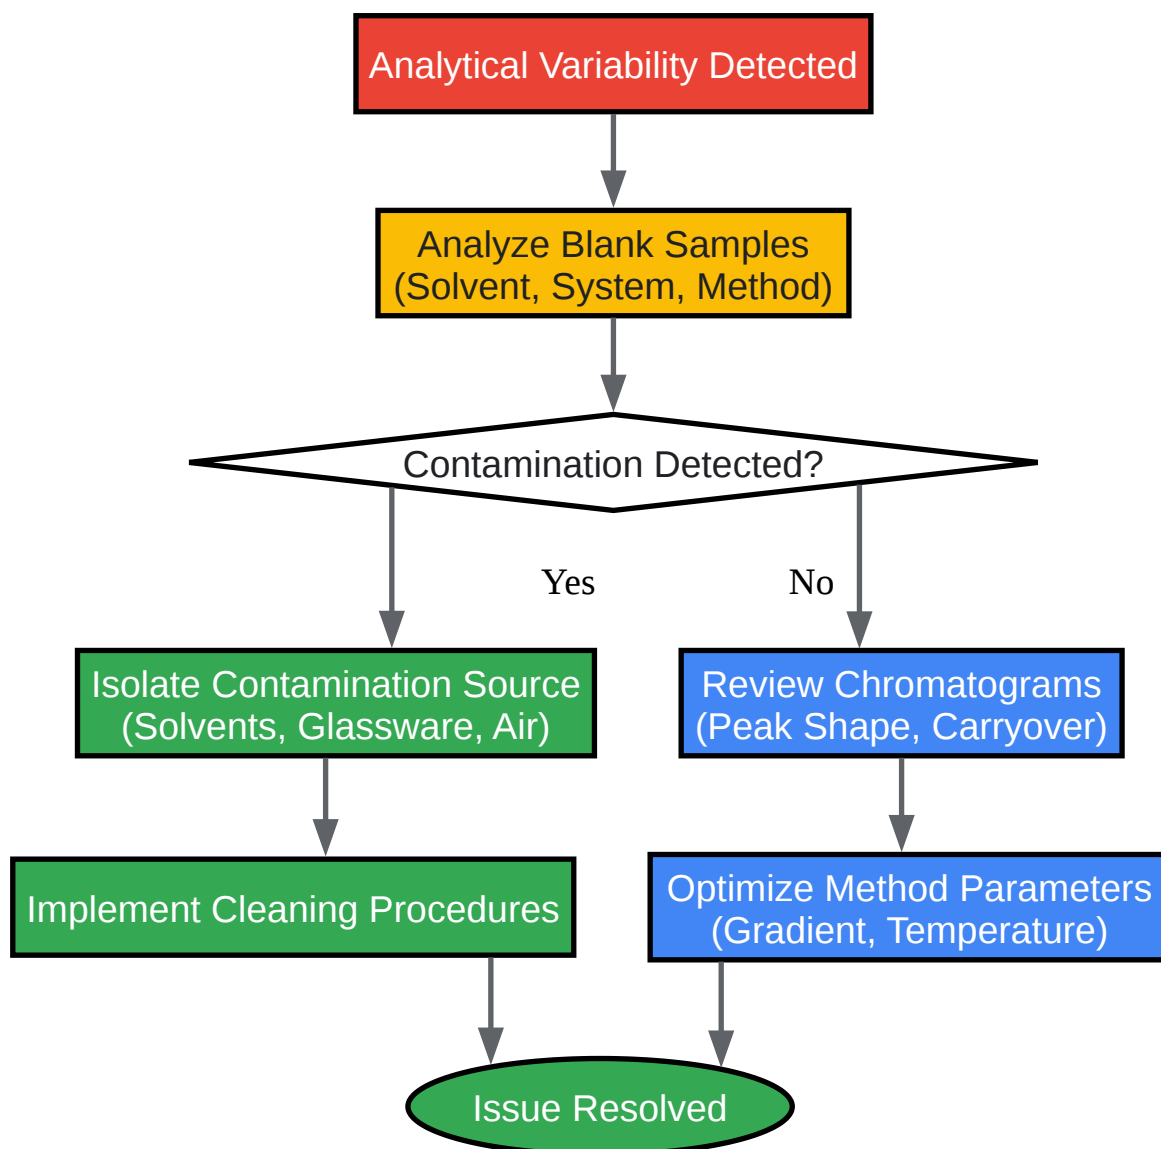 Analytical Variability Detected
Analyze Blank Samples
(Solvent, System, Method)
Contamination Detected?
Yes
No
Isolate Contamination Source
(Solvents, Glassware, Air)
Review Chromatograms
(Peak Shape, Carryover)
Implement Cleaning Procedures
Optimize Method Parameters
(Gradient, Temperature)
Issue Resolved